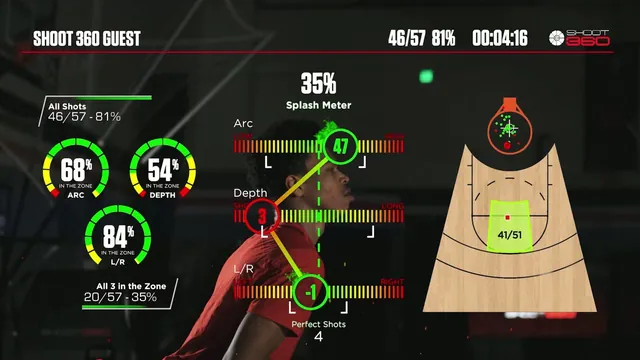 SHOOT 360 GUEST
46/57 81%
00:04:16
SHOOT
360
35%
Splash Meter
All Shots
46/57 - 81%
68%
IN THE ZONE
ARC
54%
IN THE ZONE
DEPTH
84%
IN THE ZONE
L/R
All 3 in the Zone
20/57 - 35%
Arc
47
Depth
LONG
3
L/R
RIGHT
-1
Perfect Shots
4
41/51